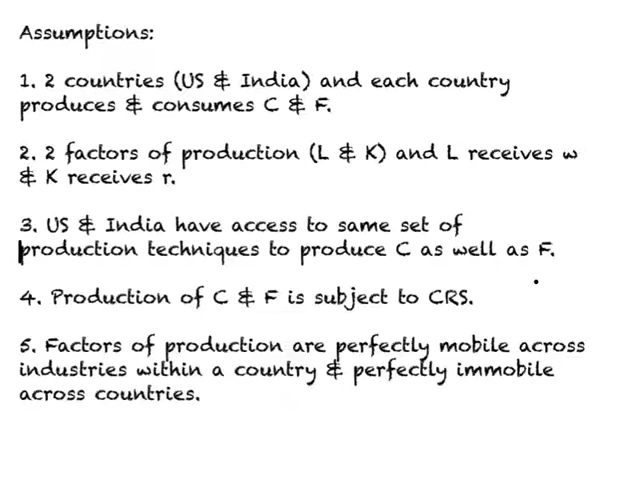 Assumptions:
1. 2 countries (US & India) and each country
produces & consumes C & F.
2. 2 factors of production (L & K) and L receives w
& K receives r.
3. US & India have access to same set of
production techniques to produce C as well as F.
4. Production of C & F is subject to CRS.
5. Factors of production are perfectly mobile across
industries within a country & perfectly immobile
across countries.